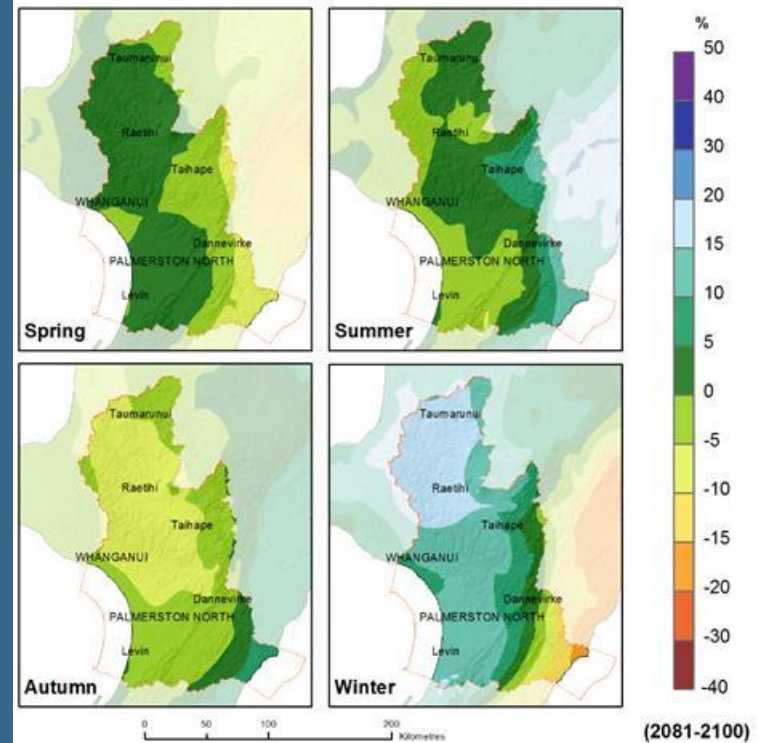 Taumarunui
Raetihi
Taihape
WHANGANUI
Dannevirke
PALMERSTON NORTH
Levin
Spring
Taumarunui
Raetihi
Taihape
WHANGANUI
Dannevirke
PALMERSTON NORTH
Levin
Summer
Taumarunui
Raetihi
Taihape
WHANGANUI
Dannevirke
PALMERSTON NORTH
Levin
Autumn
Taumarunui
Raetihi
Taihape
WHANGANUI
Dannevirke
PALMERSTON NORTH
Levin
Winter
%
50
40
30
20
15
10
5
0
-5
-10
-15
-20
-30
-40
0 50 100 200
Kilometres
(2081-2100)